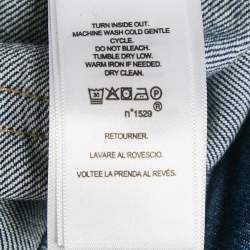 TURN INSIDE OUT.
MACHINE WASH COLD GENTLE
CYCLE.
DO NOT BLEACH.
TUMBLE DRY LOW.
WARM IRON IF NEEDED.
DRY CLEAN.
n°1529
RETOURNER.
LAVARE AL ROVESCIO.
VOLTEE LA PRENDA AL REVÉS.